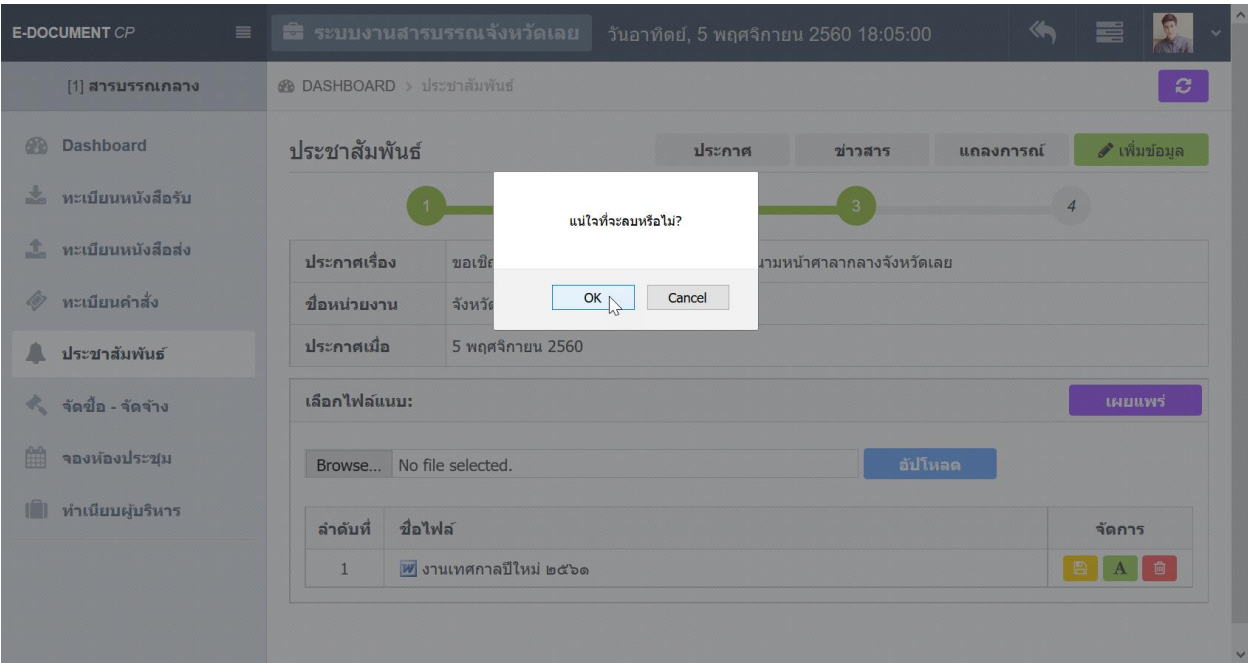 E-DOCUMENT CP
ระบบงานสารบรรณจังหวัดเลย
วันอาทิตย์, 5 พฤศจิกายน 2560 18:05:00
[1] สารบรรณกลาง
DASHBOARD > ประชาสัมพันธ์
Dashboard
ทะเบียนหนังสือรับ
ทะเบียนหนังสือส่ง
ทะเบียนคำสั่ง
ประชาสัมพันธ์
จัดซื้อ - จัดจ้าง
จองห้องประชุม
ทำเนียบผู้บริหาร
ประชาสัมพันธ์
ประกาศ
ข่าวสาร
แถลงการณ์
เพิ่มข้อมูล
1
3
4
แน่ใจที่จะลบหรือไม่?
OK
Cancel
ประกาศเรื่อง
นามหน้าศาลากลางจังหวัดเลย
ชื่อหน่วยงาน
ประกาศเมื่อ
5 พฤศจิกายน 2560
เลือกไฟล์แนบ:
เผยแพร่
Browse... No file selected.
อัปโหลด
ลำดับที่ ชื่อไฟล์ จัดการ
1 งานเทศกาลปีใหม่ ๒๕๖๑
A